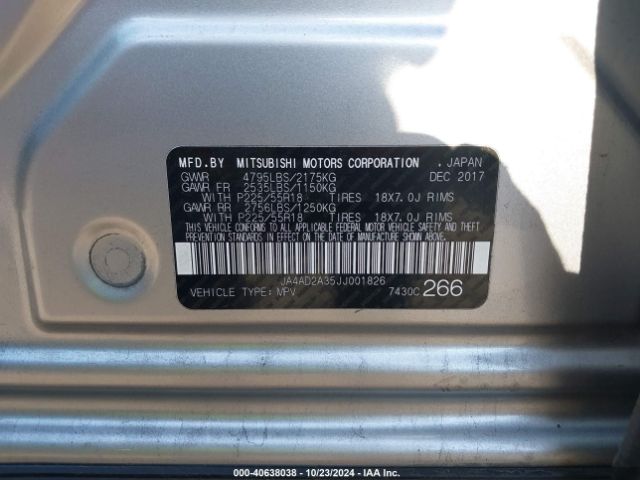 MFD.BY MITSUBISHI MOTORS CORPORATION . JAPAN
GVWR 4795LBS/2175KG DEC 2017
GAWR FR 2535LBS/1150KG
WITH P225/55R18 TIRES 18X7.0J RIMS
GAWR RR 2756LBS/1250KG
WITH P225/55R18 TIRES 18X7.0J RIMS
THIS VEHICLE CONFORMS TO ALL APPLICABLE FEDERAL MOTOR VEHICLE SAFETY AND THEFT
PREVENTION STANDARDS IN EFFECT ON THE DATE OF MANUFACTURE SHOWN ABOVE.
JA4AD2A35JJ001826
VEHICLE TYPE: MPV 7430C 266
000-40638038 - 10/23/2024 - IAA Inc.